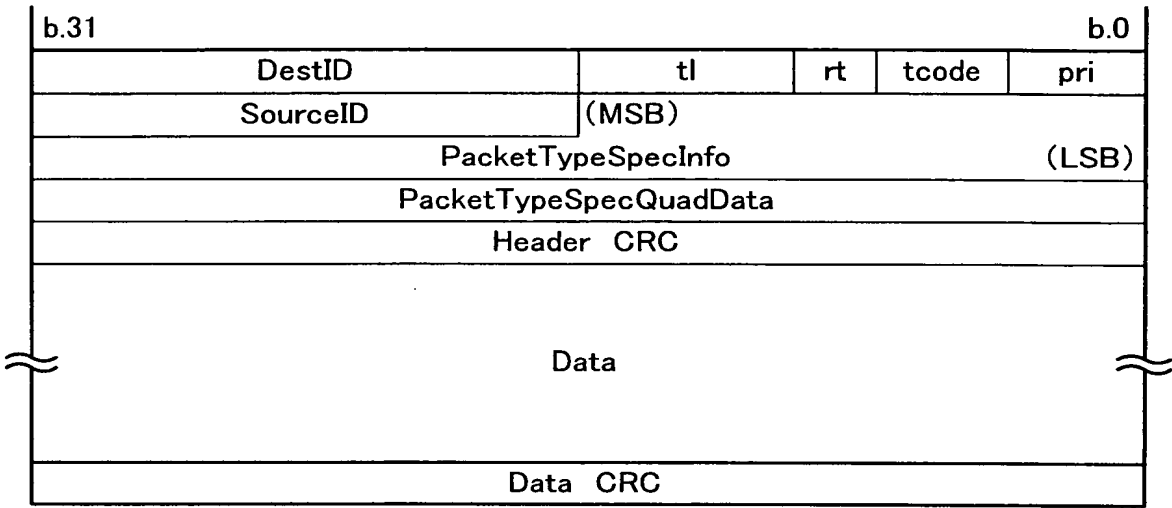 b.31 b.0
DestID tl rt tcode pri
SourceID (MSB)
PacketTypeSpecInfo (LSB)
PacketTypeSpecQuadData
Header CRC
Data
Data CRC